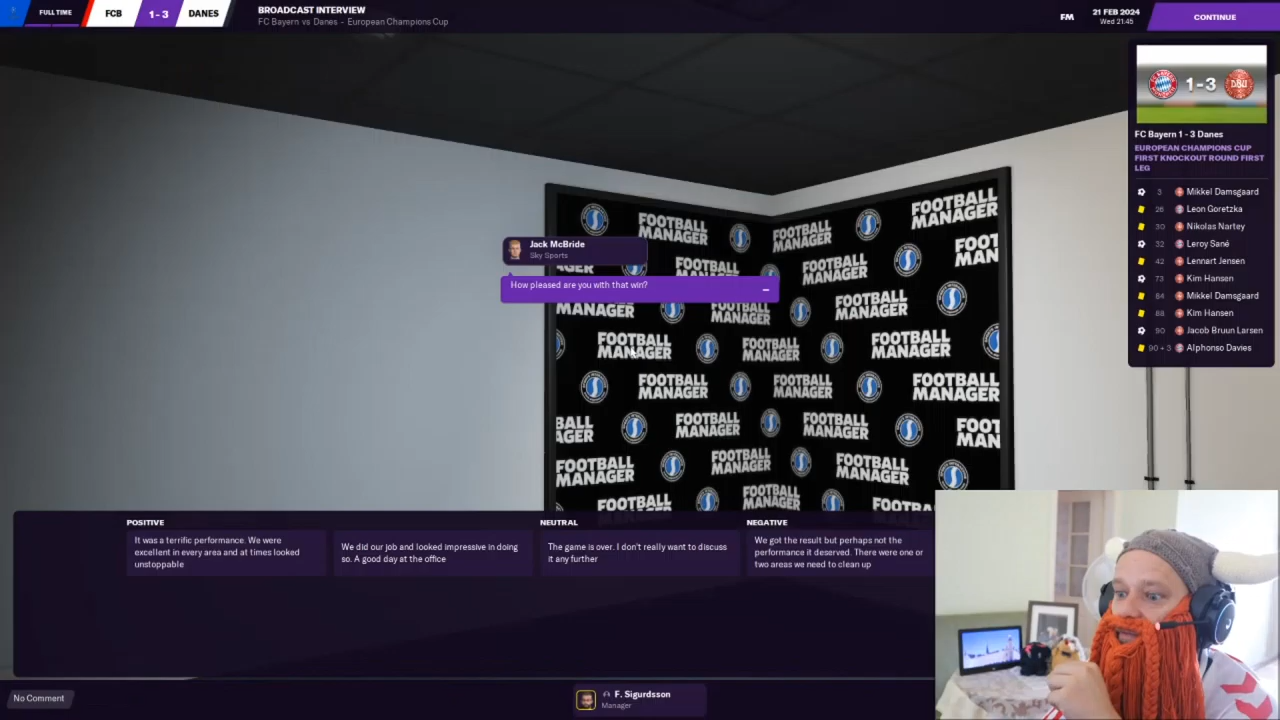 FULL TIME
FCB
1 - 3
DANES
BROADCAST INTERVIEW
FC Bayern vs Danes - European Champions Cup
FM
21 FEB 2024
Wed 21:45
CONTINUE
1-3
FC Bayern 1 - 3 Danes
EUROPEAN CHAMPIONS CUP
FIRST KNOCKOUT ROUND FIRST
LEG
3 Mikkel Damsgaard
26 Leon Goretzka
30 Nikolas Nartey
32 Leroy Sané
42 Lennart Jensen
73 Kim Hansen
84 Mikkel Damsgaard
88 Kim Hansen
90 Jacob Bruun Larsen
90 + 3 Alphonso Davies
Jack McBride
Sky Sports
How pleased are you with that win?
FOOTBALL
MANAGER
POSITIVE
It was a terrific performance. We were
excellent in every area and at times looked
unstoppable
We did our job and looked impressive in doing
so. A good day at the office
NEUTRAL
The game is over. I don't really want to discuss
it any further
NEGATIVE
We got the result but perhaps not the
performance it deserved. There were one or
two areas we need to clean up
No Comment
F. Sigurdsson
Manager